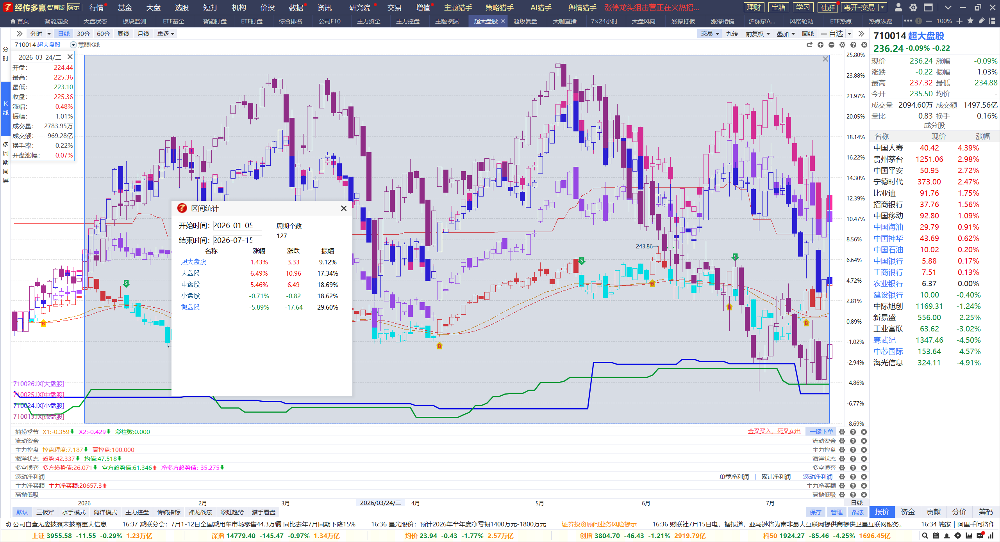 经传多赢 智尊版 演示 行情 基金 大盘 选股 短打 机构 价投 数据 资讯 研究院 交易 增值 主题猎手 策略猎手 AI猎手 舆情猎手 涨停龙头狙击营正在火热招... 理财 宝箱 学习 社群 粤开-交易
首页 智能选股 大盘状态 板块监测 ETF基金 智能盯盘 ETF盯盘 综合排名 公司F10 主力资金 主力控盘 主题挖掘 超大盘股 超级复盘 大咖直播 7×24小时 大盘风向 涨停打板 涨停棱镜 沪深京A... 风格轮动 ETF热点 热点纵览 100%
分时 日线 30分 60分 周线 月线 更多 交易 九转 前复权 叠加 画线 自选
710014 超大盘股 慧眼K线
分时
K线
多周期同屏
2026-03-24/二
开盘: 224.44
最高: 225.36
最低: 223.10
收盘: 225.36
涨幅: 0.48%
振幅: 1.01%
成交量: 2783.95万
成交额: 969.28亿
换手率: 0.22%
开盘涨幅: 0.07%
25.80%
23.88%
21.97%
20.05%
18.14%
16.22%
14.30%
12.39%
10.47%
8.56%
6.64%
4.72%
2.81%
0.89%
-1.02%
-2.94%
-4.86%
-6.77%
-8.69%
243.86→
S
S
S
B
B
B
B
B
区间统计
开始时间: 2026-01-05 周期个数
127
结束时间: 2026-07-15
名称 涨幅 涨跌 振幅
超大盘股 1.43% 3.33 9.12%
大盘股 6.49% 10.96 17.34%
中盘股 5.46% 6.49 18.69%
小盘股 -0.71% -0.82 18.62%
微盘股 -5.89% -17.64 29.60%
710026.IX[大盘股]
710025.IX[中盘股]
710024.IX[小盘股]
710013.IX[微盘股]
捕捞季节 X1:-0.359 X2:-0.429 彩柱数:0.000 金叉买入，死叉卖出 一键下单
流动资金 流动资金
主力控盘 控盘程度:7.187 高控盘:100.000 主力控盘
海洋状态 趋势:42.337 均值:47.518 海洋状态
多空博弈 多方趋势值:26.071 空方趋势值:61.346 净多方趋势值:-35.275 多空博弈
滚动净利润 单季净利润 累计净利润 滚动净利润
主力净买额 主力净买额:20657.3 主力净买额
高抛低吸 高抛低吸
2026 2月 3月 2026/03/24/二 4月 5月 6月 7月 日线
默认 三板斧 水手模式 海洋模式 主力控盘 传统指标 神龙战法 彩虹趋势 猎手看盘 保存 管理 战法
710014 超大盘股
236.24 -0.09% -0.22
现价 236.24 涨幅 -0.09%
涨跌 -0.22 振幅 1.03%
最高 237.32 最低 234.88
今开 235.50 均价 -
成交量 2094.60万 成交额 1497.56亿
量比 0.83 换手 0.16%
成分股
名称 现价 涨幅
中国人寿 40.42 4.39%
贵州茅台 1251.06 2.98%
中国平安 50.95 2.72%
宁德时代 373.00 2.47%
比亚迪 91.76 1.75%
招商银行 37.76 1.56%
中国移动 92.80 1.09%
中国海油 29.79 0.91%
中国神华 43.69 0.62%
中国石油 10.02 0.20%
中国银行 5.88 0.17%
工商银行 7.51 0.13%
农业银行 6.37 0.00%
建设银行 10.00 -0.40%
中际旭创 1169.31 -1.24%
新易盛 556.00 -2.25%
工业富联 63.62 -3.02%
寒武纪 1347.46 -4.50%
中芯国际 153.64 -4.57%
海光信息 324.11 -4.91%
报价 资金 贡献 分价 筹码
动 公司自查无应披露未披露重大信息 16:37 乘联分会：7月1-12日全国乘用车市场零售44.3万辆 同比去年7月同期下降15% 16:36 星光股份：预计2026年半年度净亏损1400万元-1800万元 证券投资顾问业务风险提示 16:36 财联社7月15日电，据报道，亚马逊将为南非最大互联网提供商提供卫星互联网服务。 16:34 独家｜阿里千问将作
上证 3955.58 -11.55 -0.29% 1.23万亿 深指 14779.40 -145.47 -0.97% 1.34万亿 均价 23.94 -0.43 -1.77% 2.57万亿 创指 3804.70 -46.43 -1.21% 2919.79亿 科50 1924.27 -85.46 -4.25% 1696.45亿